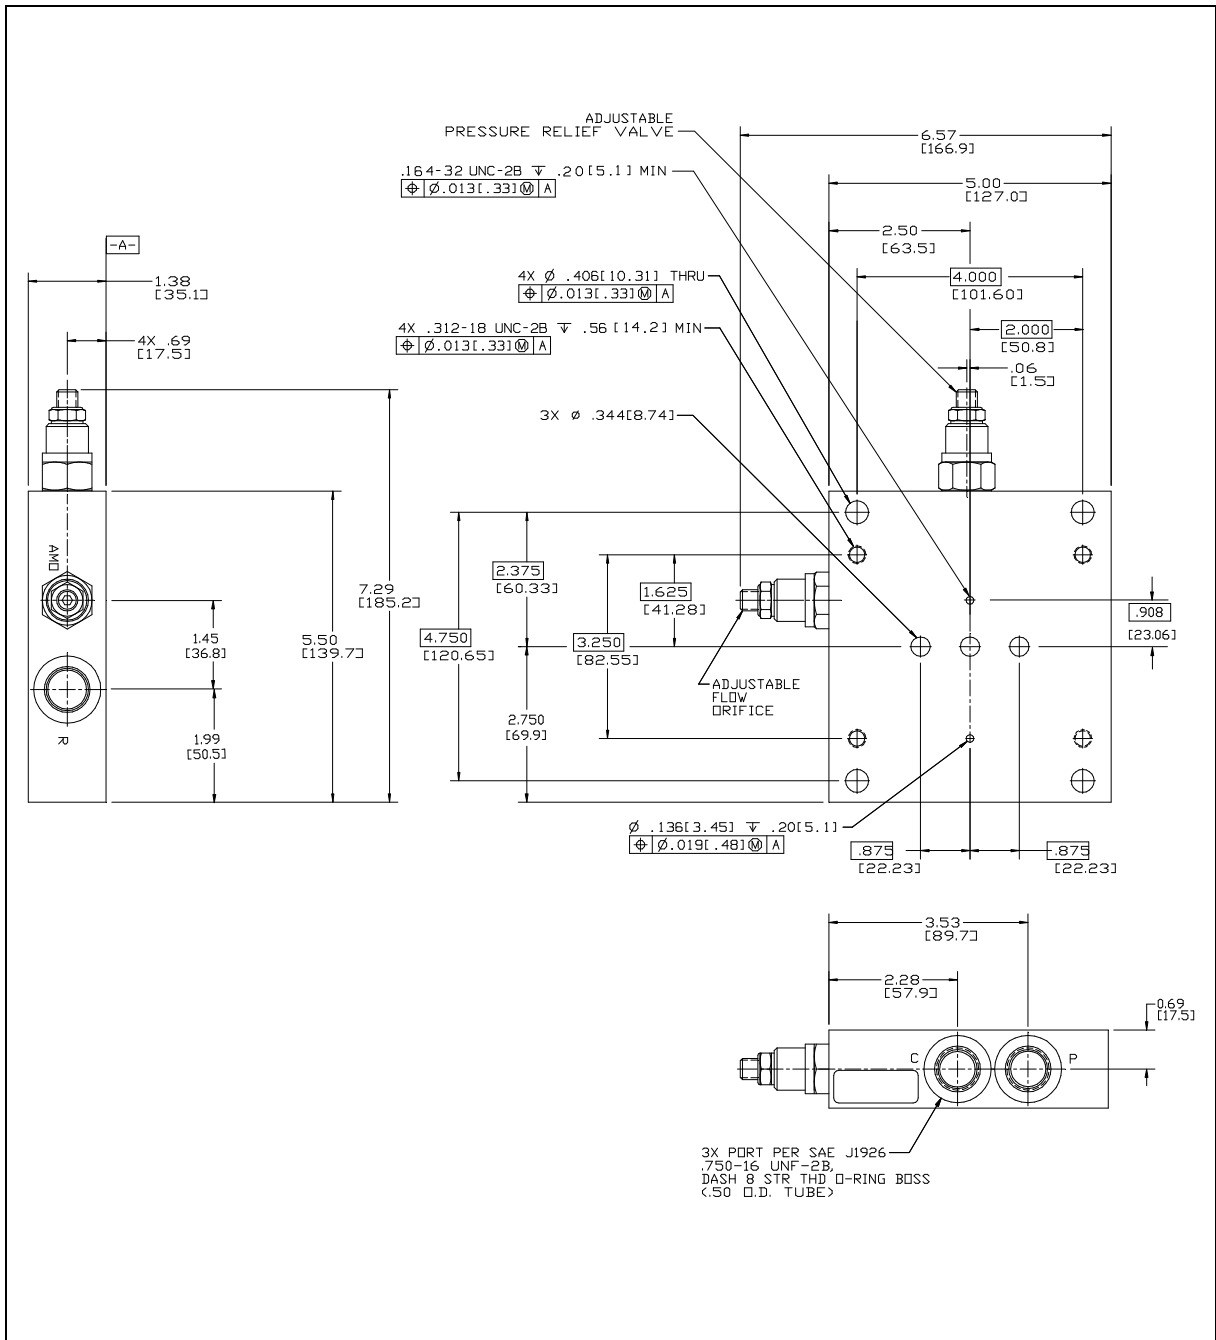 ADJUSTABLE
PRESSURE RELIEF VALVE
6.57
[166.9]
.164-32 UNC-2B ↧ .20[5.1] MIN
⌖ Ø.013[.33]Ⓜ A
5.00
[127.0]
2.50
[63.5]
-A-
1.38
[35.1]
4X Ø .406[10.31] THRU
⌖ Ø.013[.33]Ⓜ A
4.000
[101.60]
4X .312-18 UNC-2B ↧ .56 [14.2] MIN
⌖ Ø.013[.33]Ⓜ A
2.000
[50.8]
4X .69
[17.5]
.06
[1.5]
3X Ø .344[8.74]
AMO
2.375
[60.33]
1.625
[41.28]
7.29
[185.2]
.908
[23.06]
1.45
[36.8]
5.50
[139.7]
4.750
[120.65]
3.250
[82.55]
ADJUSTABLE
FLOW
ORIFICE
2.750
[69.9]
R
1.99
[50.5]
Ø .136[3.45] ↧ .20[5.1]
⌖ Ø.019[.48]Ⓜ A
.875
[22.23]
.875
[22.23]
3.53
[89.7]
2.28
[57.9]
0.69
[17.5]
C
P
3X PORT PER SAE J1926
.750-16 UNF-2B,
DASH 8 STR THD O-RING BOSS
(.50 O.D. TUBE)